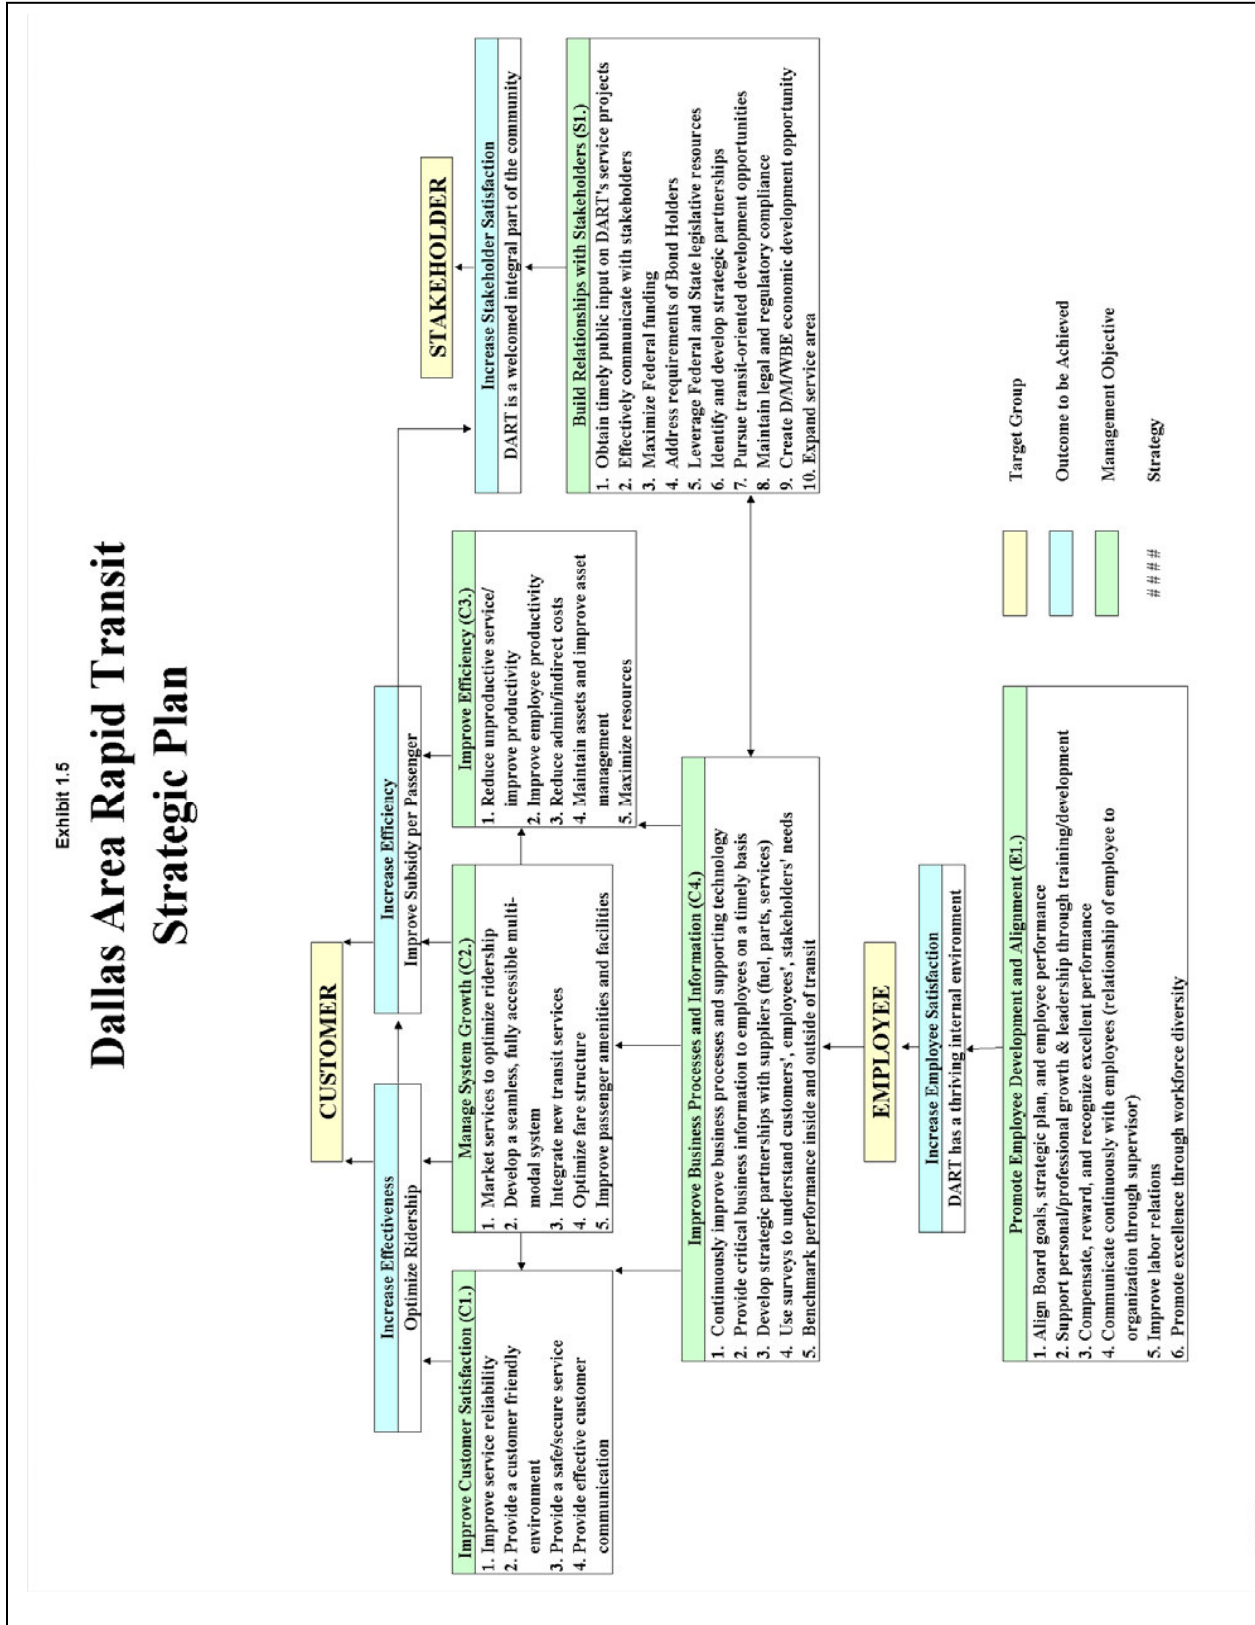 Exhibit 1.5
Dallas Area Rapid Transit
Strategic Plan
CUSTOMER
STAKEHOLDER
Increase Effectiveness
Optimize Ridership
Increase Efficiency
Improve Subsidy per Passenger
Increase Stakeholder Satisfaction
DART is a welcomed integral part of the community
Improve Customer Satisfaction (C1.)
1. Improve service reliability
2. Provide a customer friendly
environment
3. Provide a safe/secure service
4. Provide effective customer
communication
Manage System Growth (C2.)
1. Market services to optimize ridership
2. Develop a seamless, fully accessible multi-
modal system
3. Integrate new transit services
4. Optimize fare structure
5. Improve passenger amenities and facilities
Improve Efficiency (C3.)
1. Reduce unproductive service/
improve productivity
2. Improve employee productivity
3. Reduce admin/indirect costs
4. Maintain assets and improve asset
management
5. Maximize resources
Build Relationships with Stakeholders (S1.)
1. Obtain timely public input on DART's service projects
2. Effectively communicate with stakeholders
3. Maximize Federal funding
4. Address requirements of Bond Holders
5. Leverage Federal and State legislative resources
6. Identify and develop strategic partnerships
7. Pursue transit-oriented development opportunities
8. Maintain legal and regulatory compliance
9. Create D/M/WBE economic development opportunity
10. Expand service area
Improve Business Processes and Information (C4.)
1. Continuously improve business processes and supporting technology
2. Provide critical business information to employees on a timely basis
3. Develop strategic partnerships with suppliers (fuel, parts, services)
4. Use surveys to understand customers', employees', stakeholders' needs
5. Benchmark performance inside and outside of transit
EMPLOYEE
Increase Employee Satisfaction
DART has a thriving internal environment
Promote Employee Development and Alignment (E1.)
1. Align Board goals, strategic plan, and employee performance
2. Support personal/professional growth & leadership through training/development
3. Compensate, reward, and recognize excellent performance
4. Communicate continuously with employees (relationship of employee to
organization through supervisor)
5. Improve labor relations
6. Promote excellence through workforce diversity
Target Group
Outcome to be Achieved
Management Objective
#### Strategy